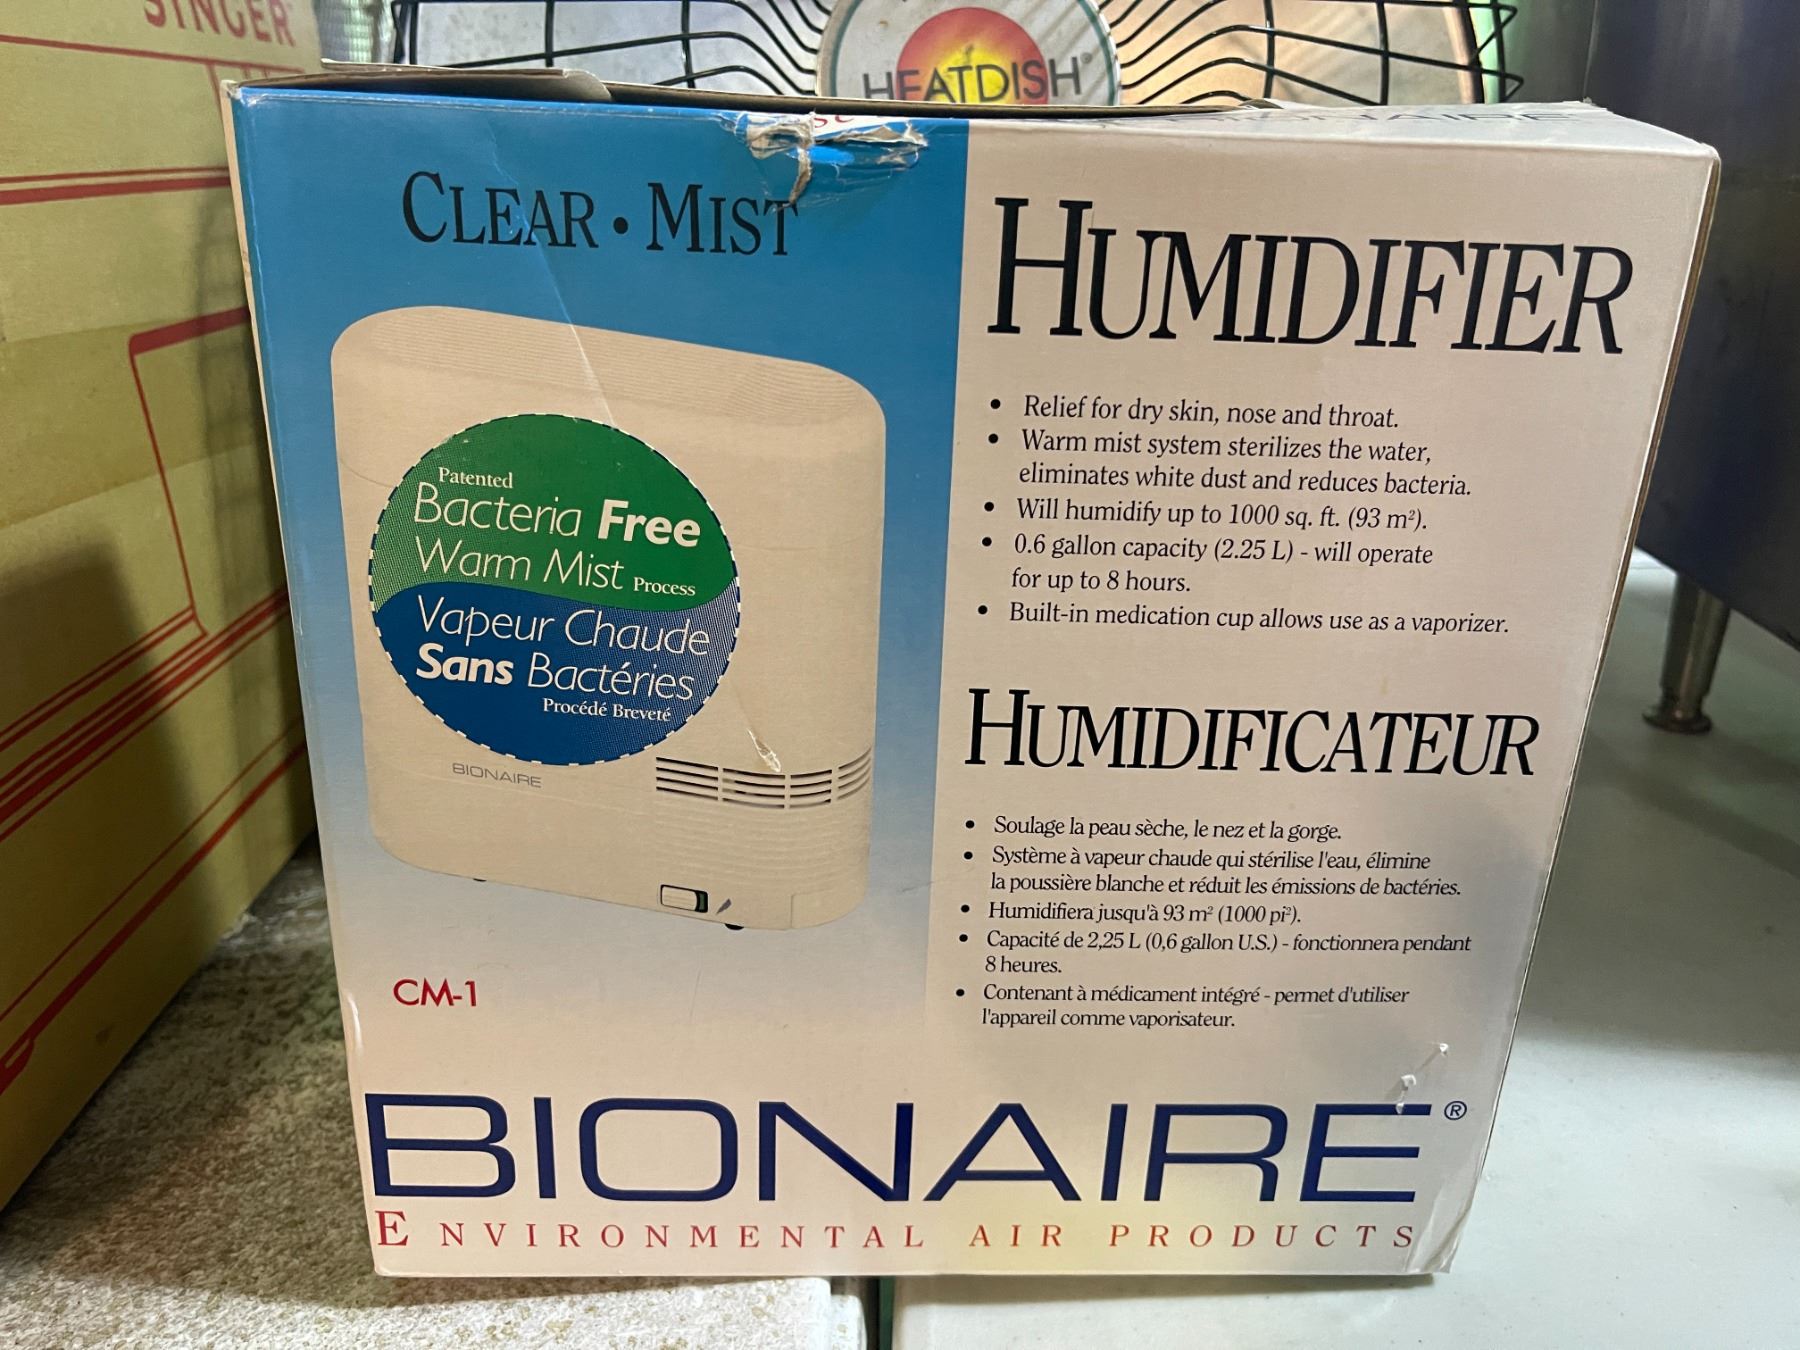 SINGER
HEATDISH®
CLEAR • MIST
HUMIDIFIER
• Relief for dry skin, nose and throat.
• Warm mist system sterilizes the water,
eliminates white dust and reduces bacteria.
• Will humidify up to 1000 sq. ft. (93 m²).
• 0.6 gallon capacity (2.25 L) - will operate
for up to 8 hours.
• Built-in medication cup allows use as a vaporizer.
Patented
Bacteria Free
Warm Mist Process
Vapeur Chaude
Sans Bactéries
Procédé Breveté
BIONAIRE
CM-1
HUMIDIFICATEUR
• Soulage la peau sèche, le nez et la gorge.
• Système à vapeur chaude qui stérilise l'eau, élimine
la poussière blanche et réduit les émissions de bactéries.
• Humidifiera jusqu'à 93 m² (1000 pi²).
• Capacité de 2,25 L (0,6 gallon U.S.) - fonctionnera pendant
8 heures.
• Contenant à médicament intégré - permet d'utiliser
l'appareil comme vaporisateur.
BIONAIRE®
ENVIRONMENTAL AIR PRODUCTS